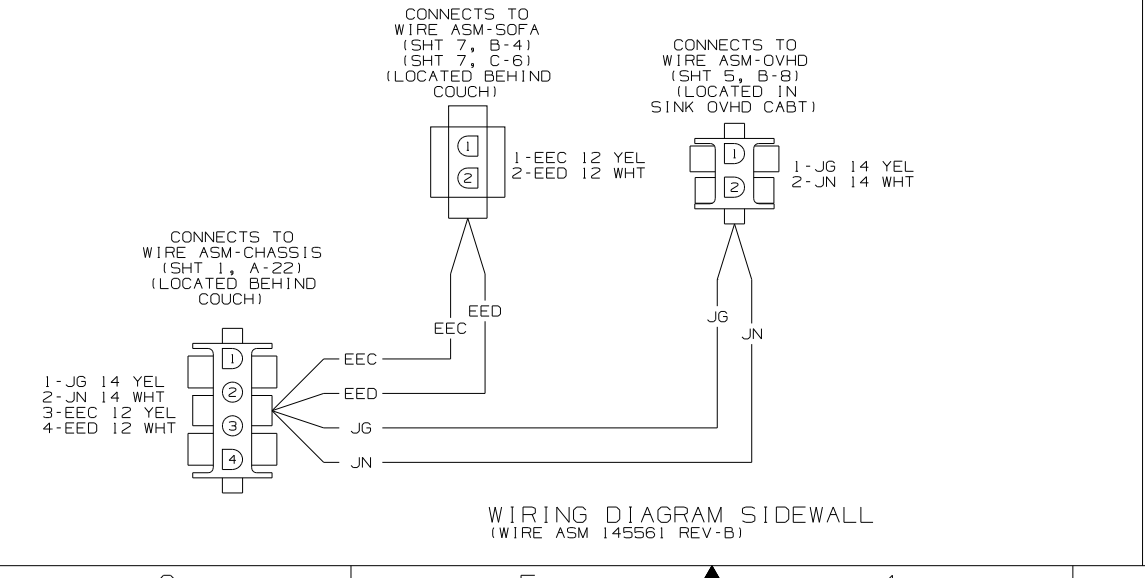 CONNECTS TO
WIRE ASM-SOFA
(SHT 7, B-4)
(SHT 7, C-6)
(LOCATED BEHIND
COUCH)
1
2
1-EEC 12 YEL
2-EED 12 WHT
CONNECTS TO
WIRE ASM-OVHD
(SHT 5, B-8)
(LOCATED IN
SINK OVHD CABT)
1
2
1-JG 14 YEL
2-JN 14 WHT
CONNECTS TO
WIRE ASM-CHASSIS
(SHT 1, A-22)
(LOCATED BEHIND
COUCH)
1
2
3
4
1-JG 14 YEL
2-JN 14 WHT
3-EEC 12 YEL
4-EED 12 WHT
EED
EEC
JG
JN
EEC
EED
JG
JN
WIRING DIAGRAM SIDEWALL
(WIRE ASM 145561 REV-B)